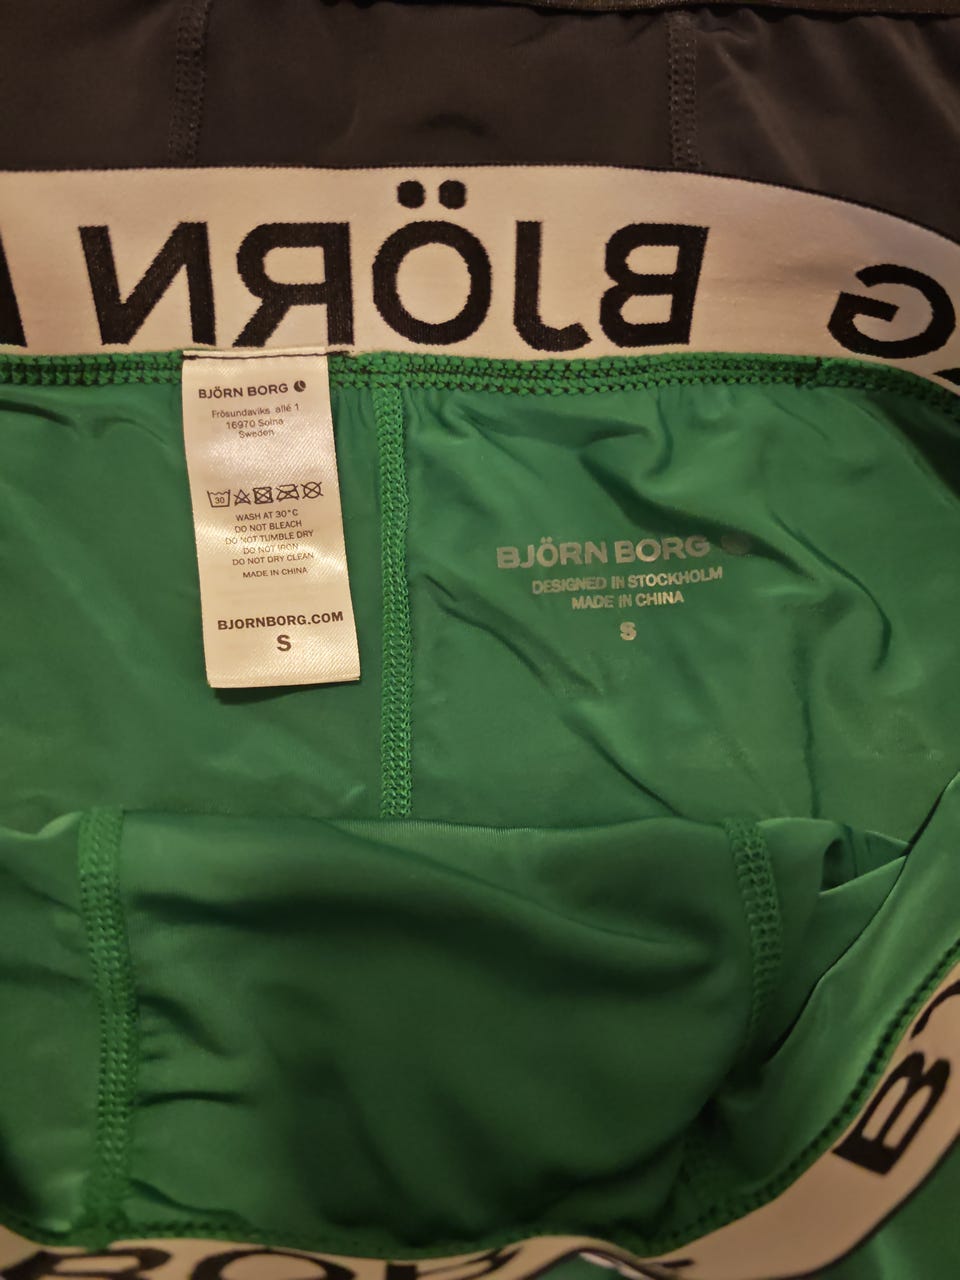 BJÖRN
G
BJÖRN BORG
Frösundaviks allé 1
16970 Solna
Sweden
30
WASH AT 30°C
DO NOT BLEACH
DO NOT TUMBLE DRY
DO NOT IRON
DO NOT DRY CLEAN
MADE IN CHINA
BJORNBORG.COM
S
BJÖRN BORG
DESIGNED IN STOCKHOLM
MADE IN CHINA
S